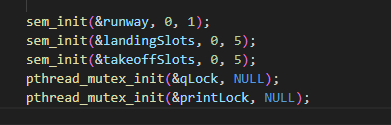 sem_init(&runway, 0, 1);
sem_init(&landingSlots, 0, 5);
sem_init(&takeoffSlots, 0, 5);
pthread_mutex_init(&qLock, NULL);
pthread_mutex_init(&printLock, NULL);